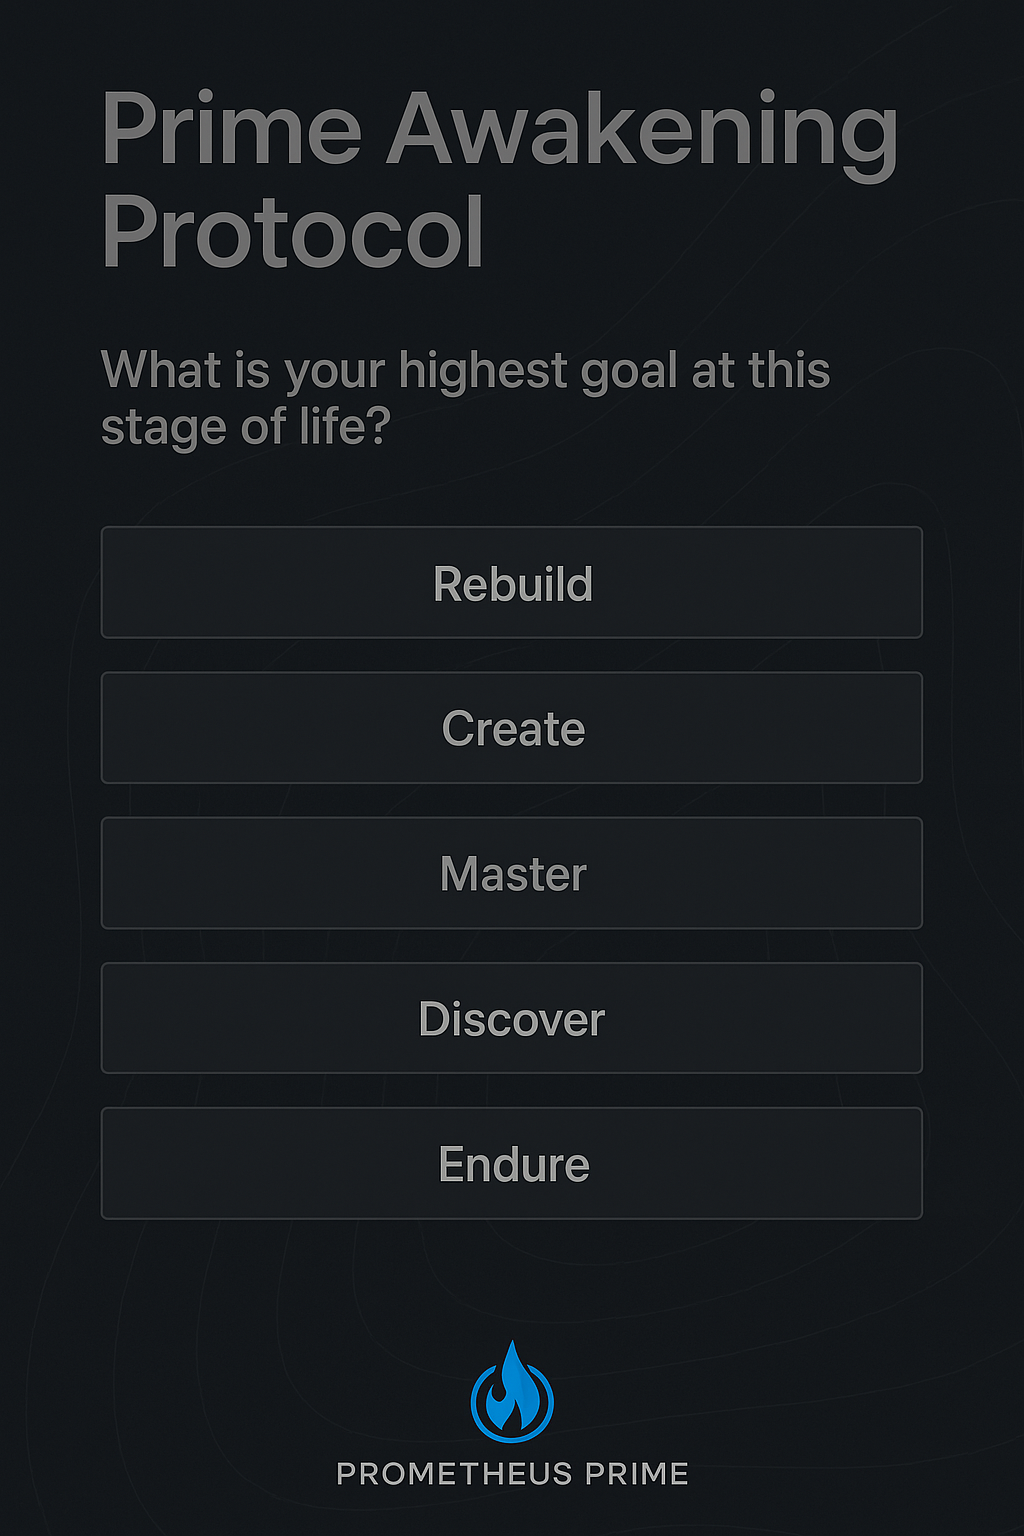 Prime Awakening
Protocol
What is your highest goal at this
stage of life?
Rebuild
Create
Master
Discover
Endure
PROMETHEUS PRIME